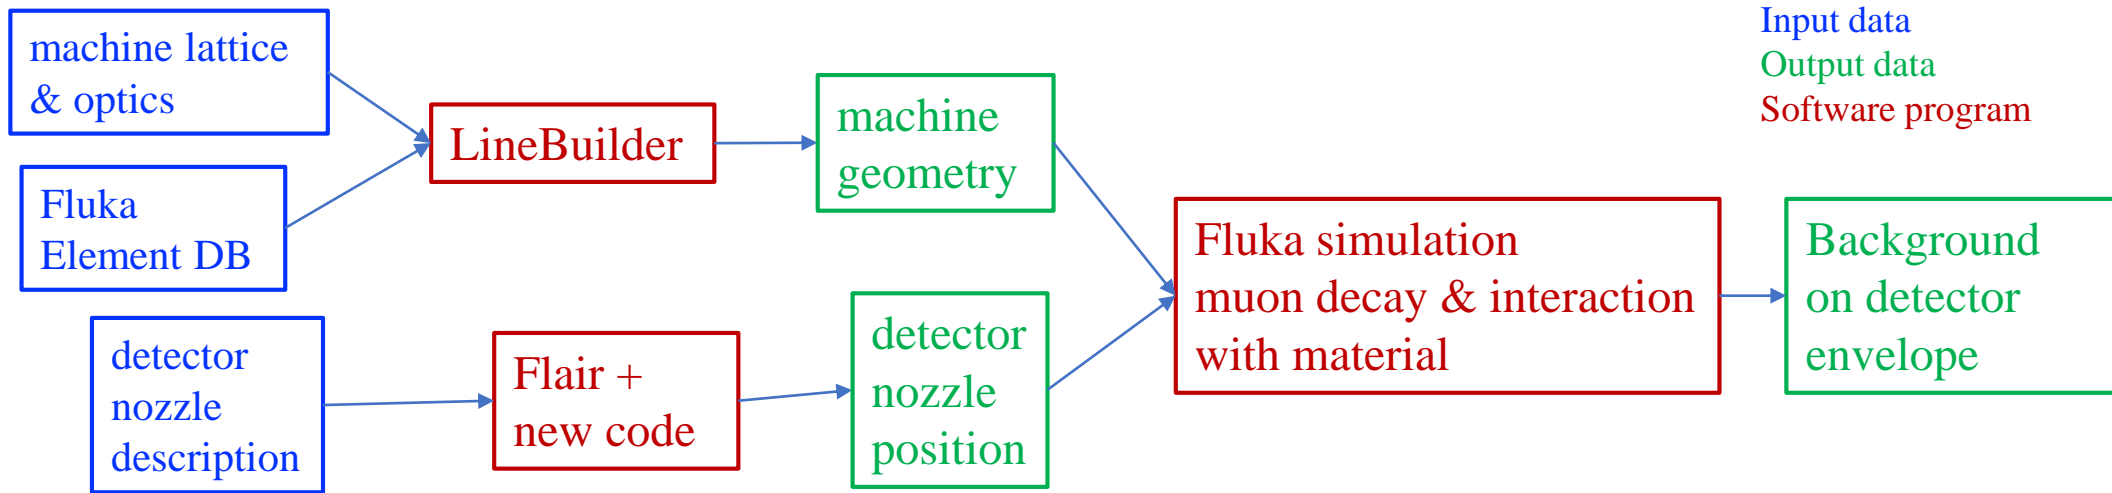 machine lattice
& optics
Fluka
Element DB
detector
nozzle
description
LineBuilder
Flair +
new code
machine
geometry
detector
nozzle
position
Fluka simulation
muon decay & interaction
with material
Background
on detector
envelope
Input data
Output data
Software program